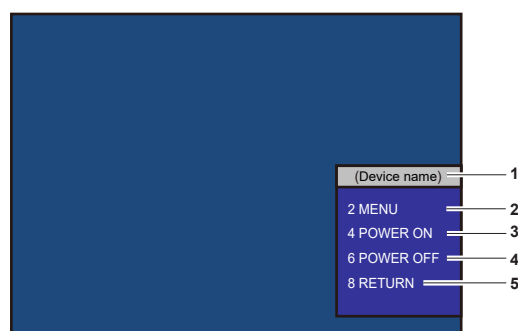 (Device name) 1
2 MENU 2
4 POWER ON 3
6 POWER OFF 4
8 RETURN 5